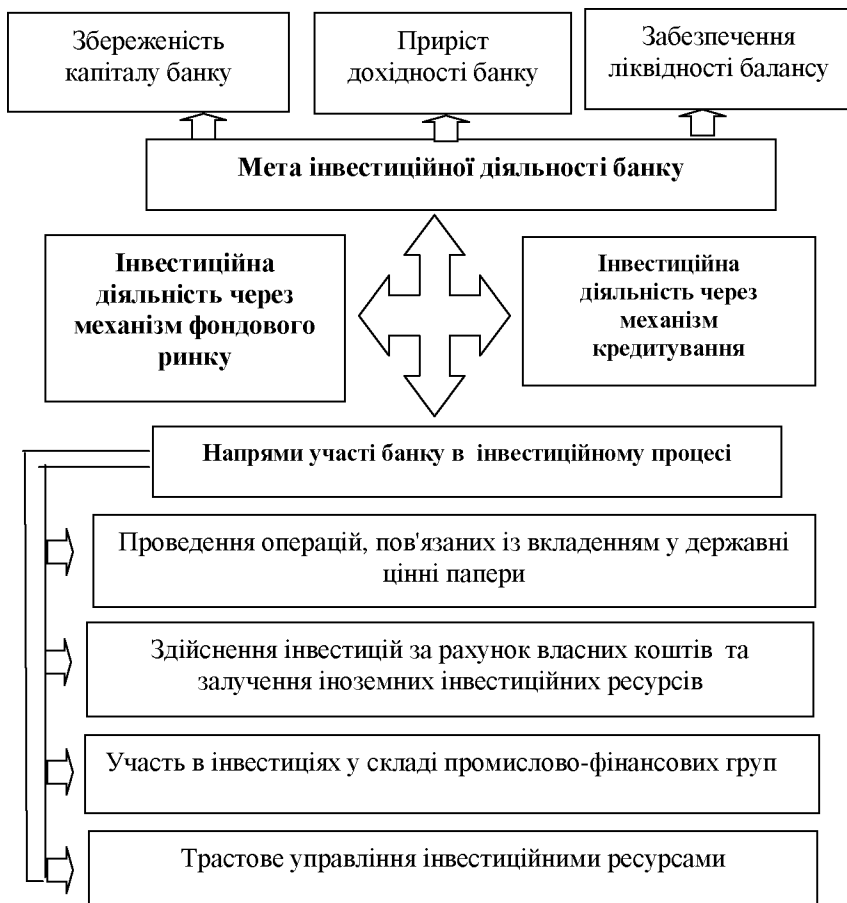 Збереженість
капіталу банку
Приріст
дохідності банку
Забезпечення
ліквідності балансу
Мета інвестиційної діяльності банку
Інвестиційна
діяльність через
механізм фондового
ринку
Інвестиційна
діяльність через
механізм
кредитування
Напрями участі банку в інвестиційному процесі
Проведення операцій, пов'язаних із вкладенням у державні
цінні папери
Здійснення інвестицій за рахунок власних коштів та
залучення іноземних інвестиційних ресурсів
Участь в інвестиціях у складі промислово-фінансових груп
Трастове управління інвестиційними ресурсами